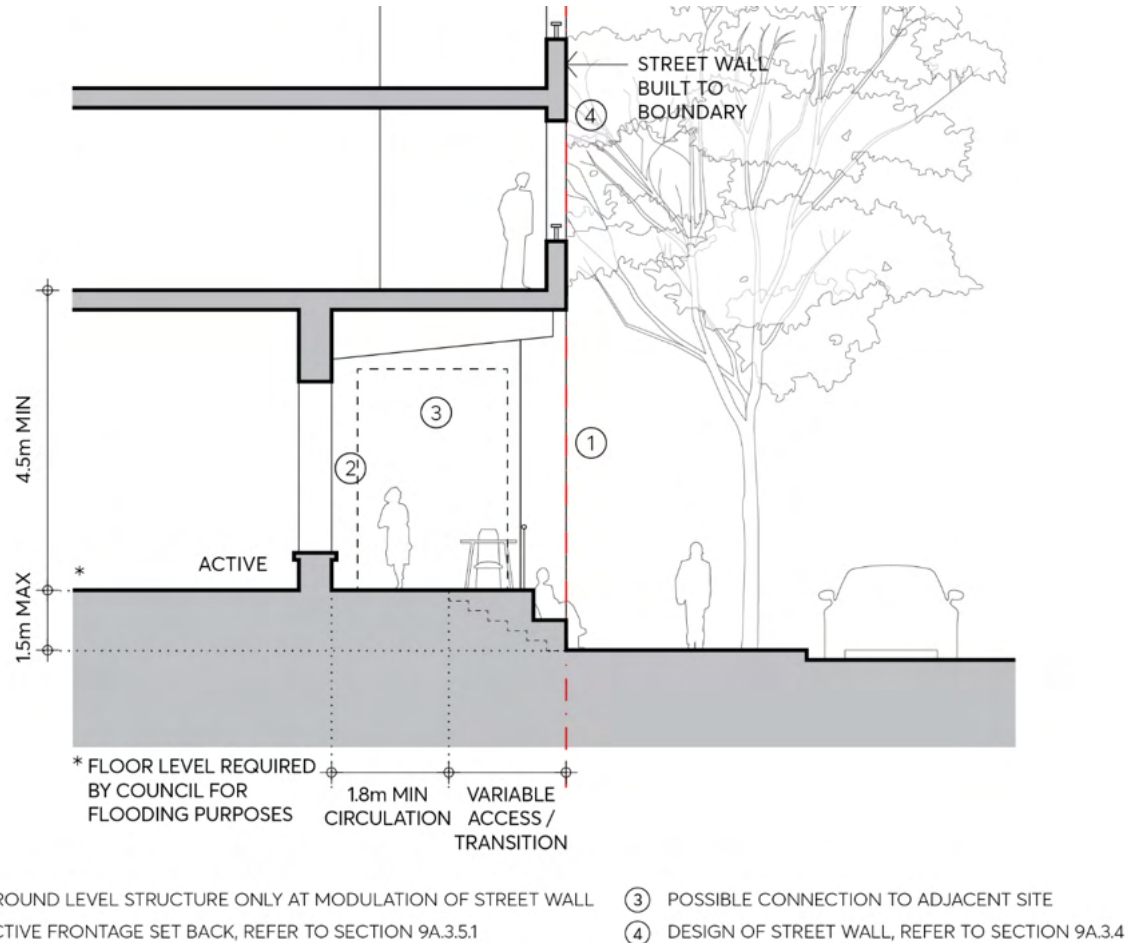 STREET WALL
BUILT TO
BOUNDARY
4
3
1
2
4.5m MIN
ACTIVE
*
1.5m MAX
* FLOOR LEVEL REQUIRED
BY COUNCIL FOR
FLOODING PURPOSES
1.8m MIN
CIRCULATION
VARIABLE
ACCESS /
TRANSITION
ROUND LEVEL STRUCTURE ONLY AT MODULATION OF STREET WALL
CTIVE FRONTAGE SET BACK, REFER TO SECTION 9A.3.5.1
3 POSSIBLE CONNECTION TO ADJACENT SITE
4 DESIGN OF STREET WALL, REFER TO SECTION 9A.3.4